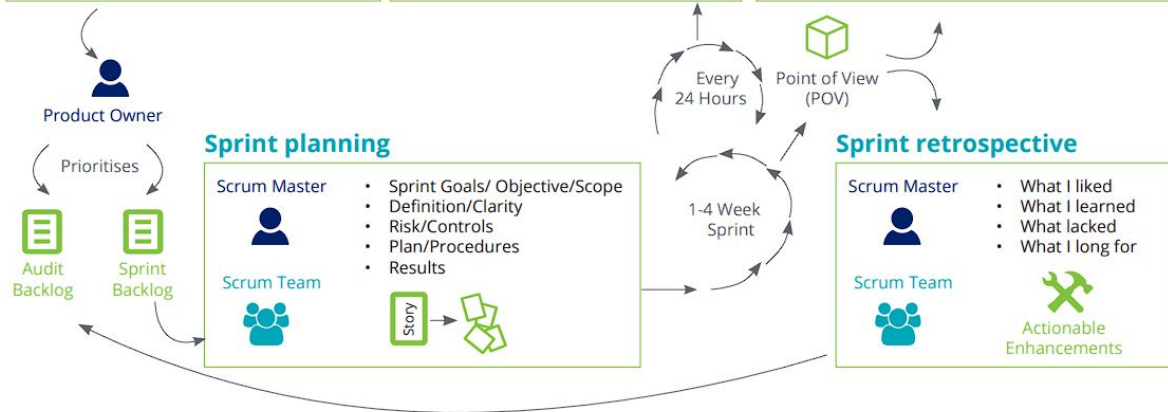 Product Owner
Prioritises
Audit
Backlog
Sprint
Backlog
Sprint planning
Scrum Master
Scrum Team
• Sprint Goals/ Objective/Scope
• Definition/Clarity
• Risk/Controls
• Plan/Procedures
• Results
Story
Every
24 Hours
1-4 Week
Sprint
Point of View
(POV)
Sprint retrospective
Scrum Master
Scrum Team
• What I liked
• What I learned
• What lacked
• What I long for
Actionable
Enhancements